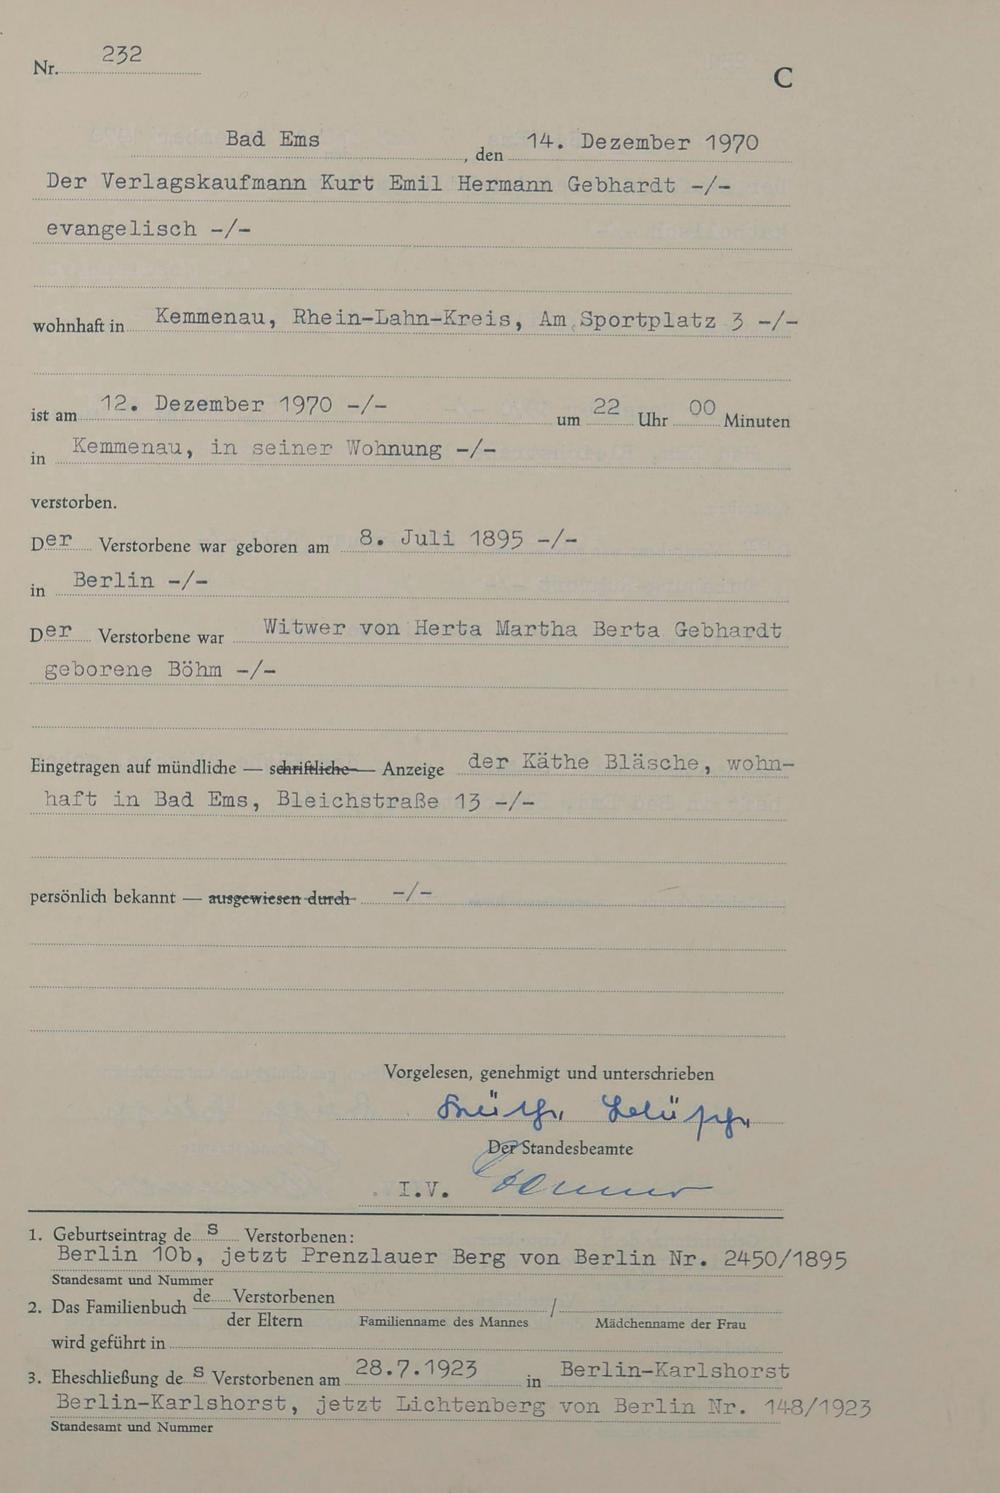 Nr. 232
C
Bad Ems, den 14. Dezember 1970
Der Verlagskaufmann Kurt Emil Hermann Gebhardt -/-
evangelisch -/-
wohnhaft in Kemmenau, Rhein-Lahn-Kreis, Am Sportplatz 3 -/-
ist am 12. Dezember 1970 -/- um 22 Uhr 00 Minuten
in Kemmenau, in seiner Wohnung -/-
verstorben.
Der Verstorbene war geboren am 8. Juli 1895 -/-
in Berlin -/-
Der Verstorbene war Witwer von Herta Martha Berta Gebhardt
geborene Böhm -/-
Eingetragen auf mündliche — schriftliche — Anzeige der Käthe Bläsche, wohn-
haft in Bad Ems, Bleichstraße 13 -/-
persönlich bekannt — ausgewiesen durch -/-
Vorgelesen, genehmigt und unterschrieben
Der Standesbeamte
I.V.
1. Geburtseintrag des Verstorbenen:
Berlin 10b, jetzt Prenzlauer Berg von Berlin Nr. 2450/1895
Standesamt und Nummer
2. Das Familienbuch de Verstorbenen /
der Eltern Familienname des Mannes Mädchenname der Frau
wird geführt in
3. Eheschließung des Verstorbenen am 28.7.1923 in Berlin-Karlshorst
Berlin-Karlshorst, jetzt Lichtenberg von Berlin Nr. 148/1923
Standesamt und Nummer